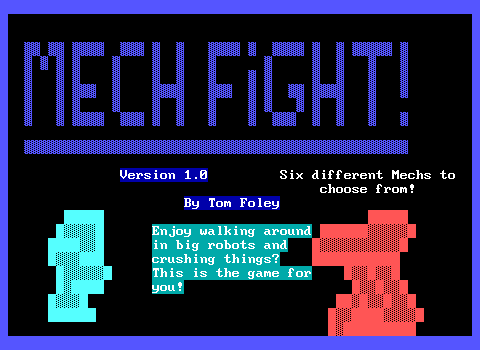 MECH FiGHT!
Version 1.0
Six different Mechs to
choose from!
By Tom Foley
Enjoy walking around
in big robots and
crushing things?
This is the game for
you!